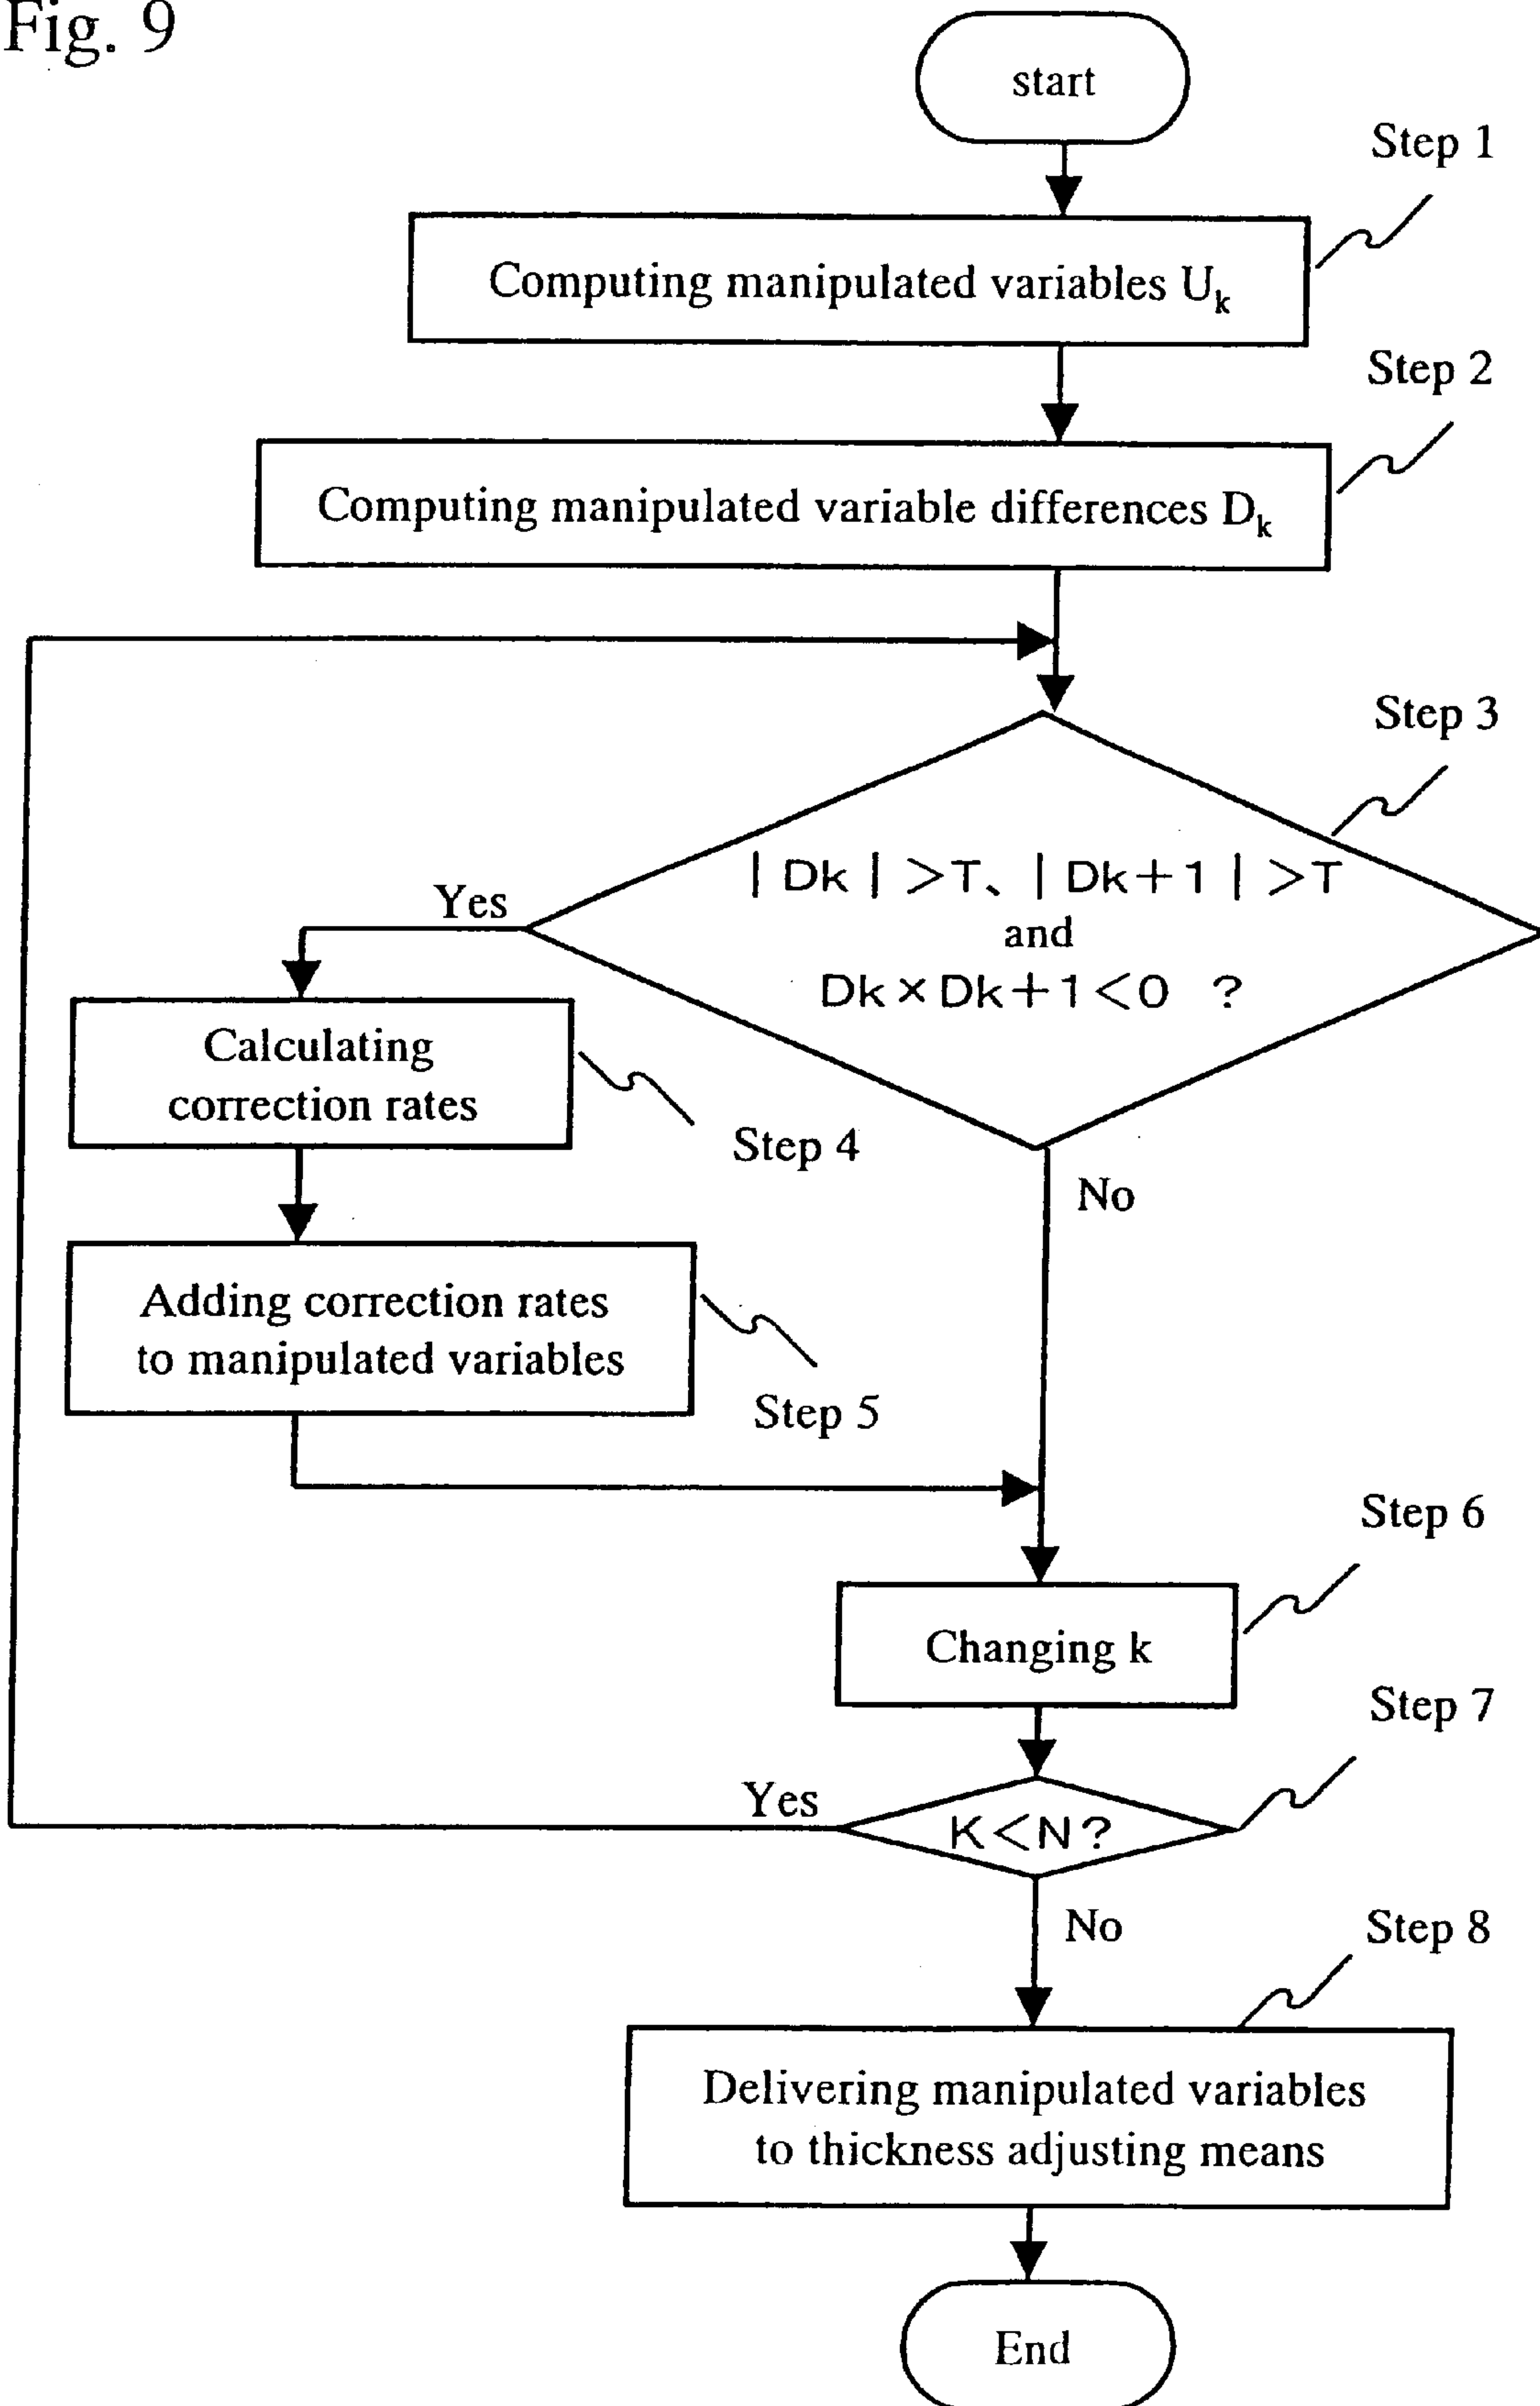 Fig. 9
start
Step 1
Computing manipulated variables Uk
Step 2
Computing manipulated variable differences Dk
Step 3
| Dk | >T、| Dk+1 | >T
and
Dk×Dk+1<0 ?
Yes
Calculating
correction rates
Step 4
No
Adding correction rates
to manipulated variables
Step 5
Step 6
Changing k
Step 7
Yes
K<N?
No
Step 8
Delivering manipulated variables
to thickness adjusting means
End